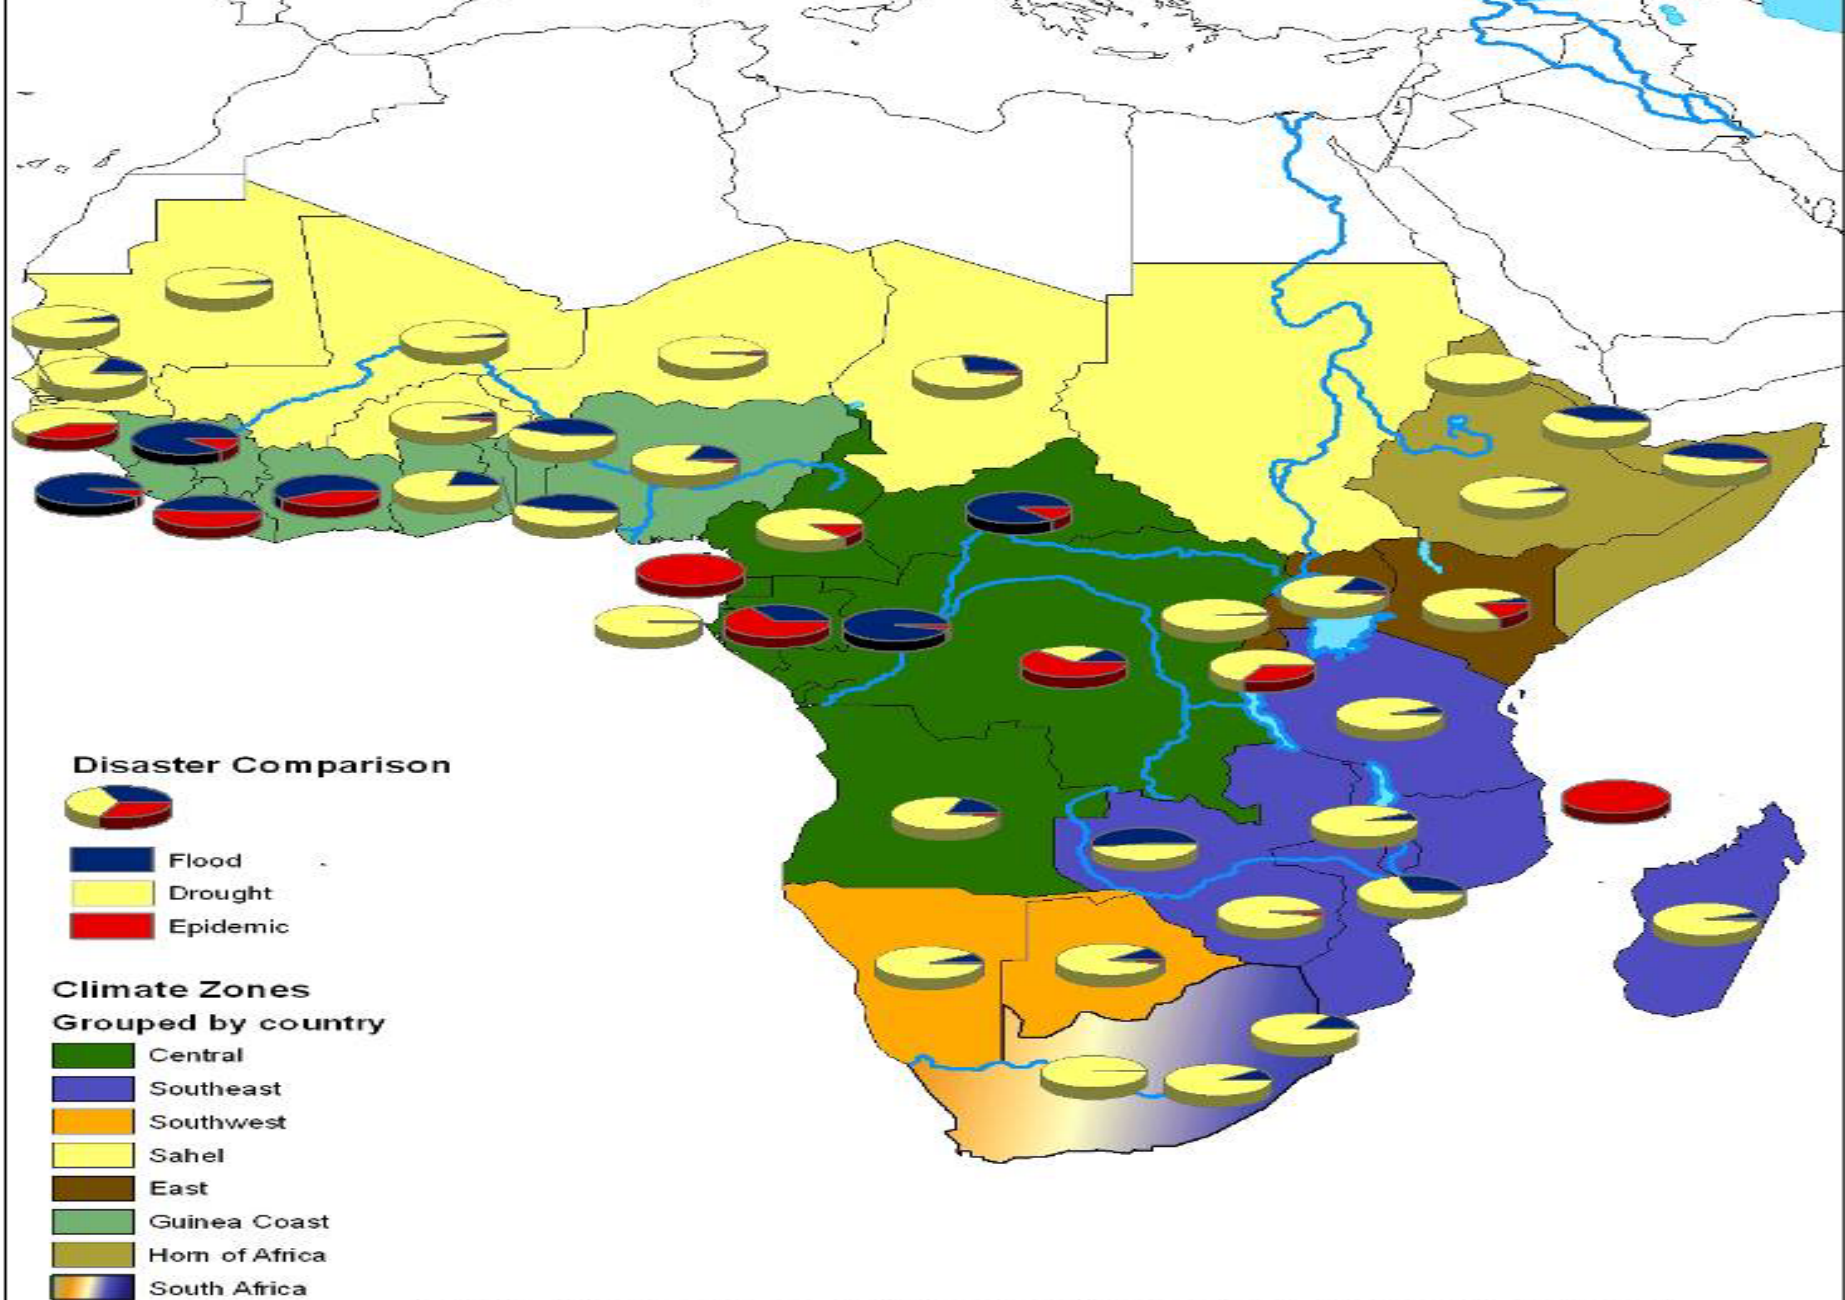 Disaster Comparison
Flood
Drought
Epidemic
Climate Zones
Grouped by country
Central
Southeast
Southwest
Sahel
East
Guinea Coast
Horn of Africa
South Africa